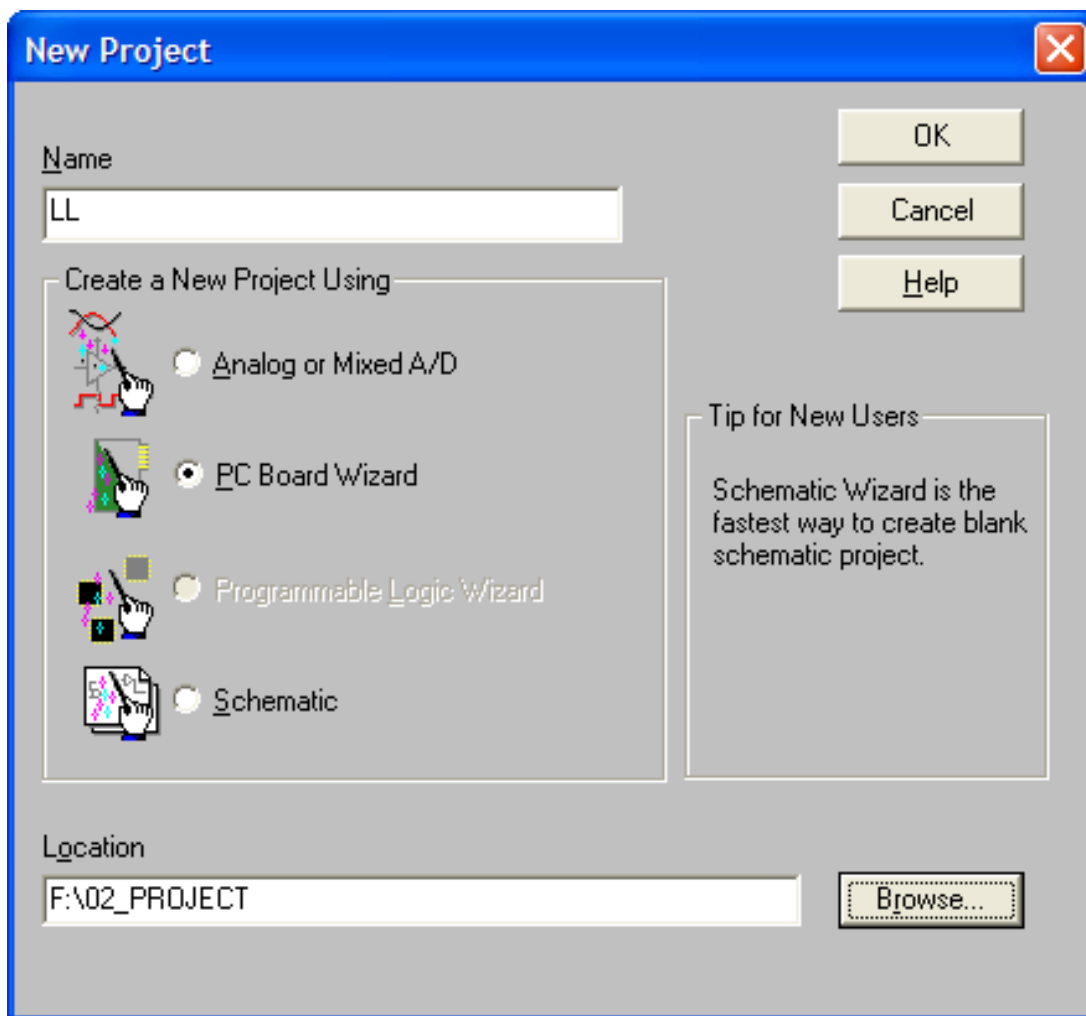 New Project
Name
LL
OK
Cancel
Help
Create a New Project Using
Analog or Mixed A/D
PC Board Wizard
Programmable Logic Wizard
Schematic
Tip for New Users
Schematic Wizard is the
fastest way to create blank
schematic project.
Location
F:\02_PROJECT
Browse...